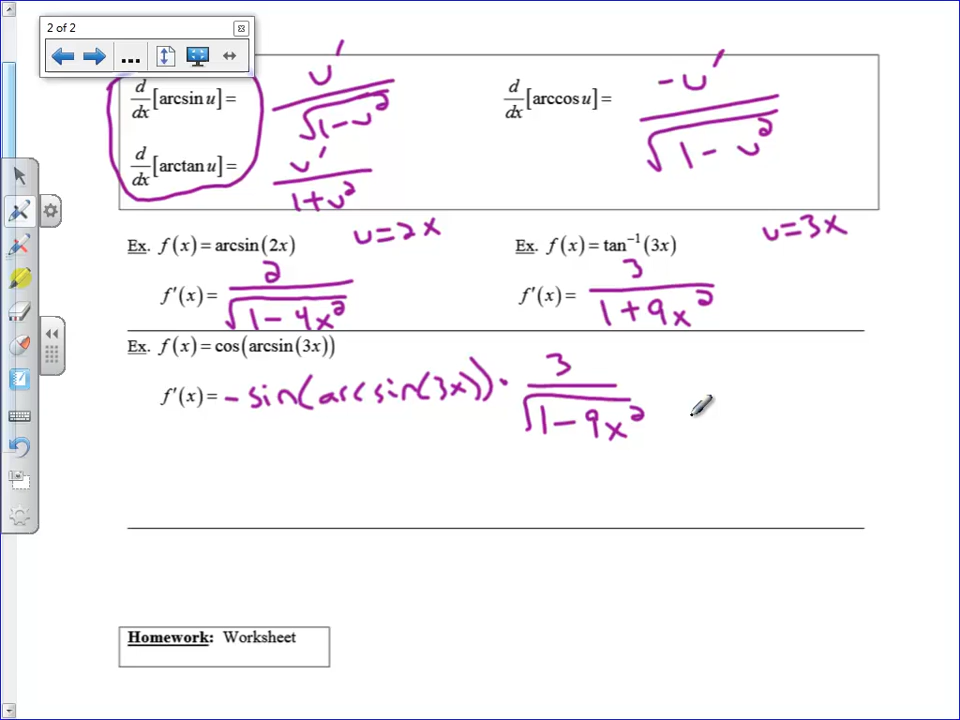 2 of 2
d/dx [arcsin u] = u'/√(1-u²)
d/dx [arccos u] = -u'/√(1-u²)
d/dx [arctan u] = u'/(1+u²)
Ex. f(x) = arcsin(2x) u=2x
f'(x) = 2/√(1-4x²)
Ex. f(x) = tan⁻¹(3x) u=3x
f'(x) = 3/(1+9x²)
Ex. f(x) = cos(arcsin(3x))
f'(x) = -sin(arcsin(3x)) · 3/√(1-9x²)
Homework: Worksheet